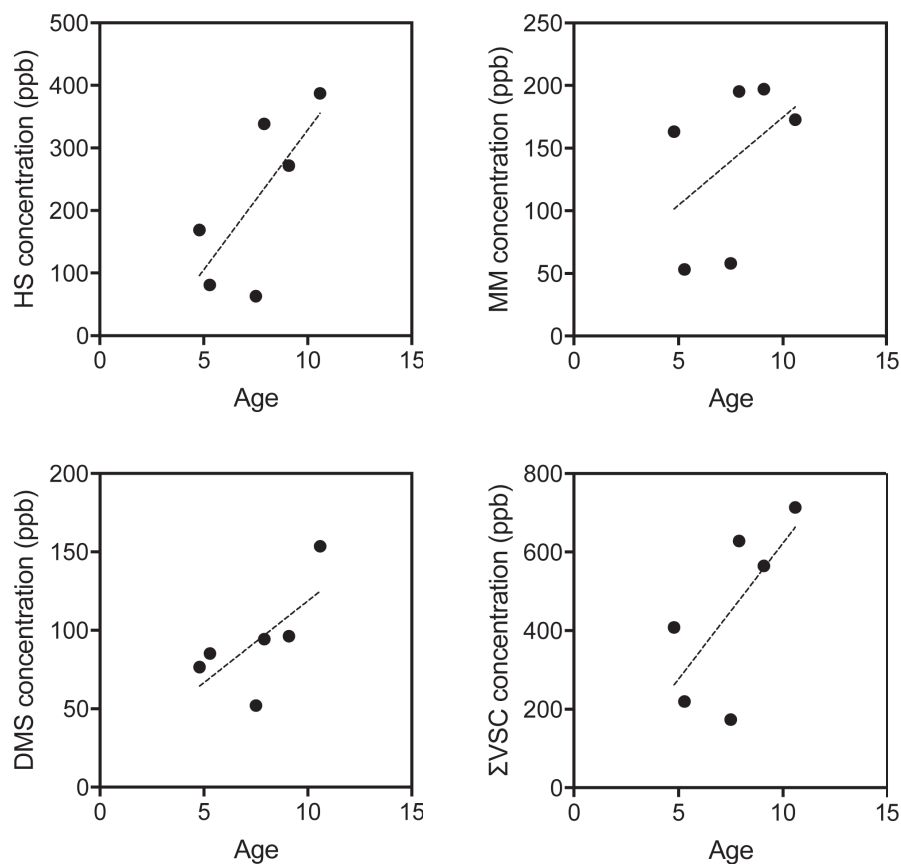 HS concentration (ppb)
500
400
300
200
100
0
0 5 10 15
Age
MM concentration (ppb)
250
200
150
100
50
0
0 5 10 15
Age
DMS concentration (ppb)
200
150
100
50
0
0 5 10 15
Age
ΣVSC concentration (ppb)
800
600
400
200
0
0 5 10 15
Age